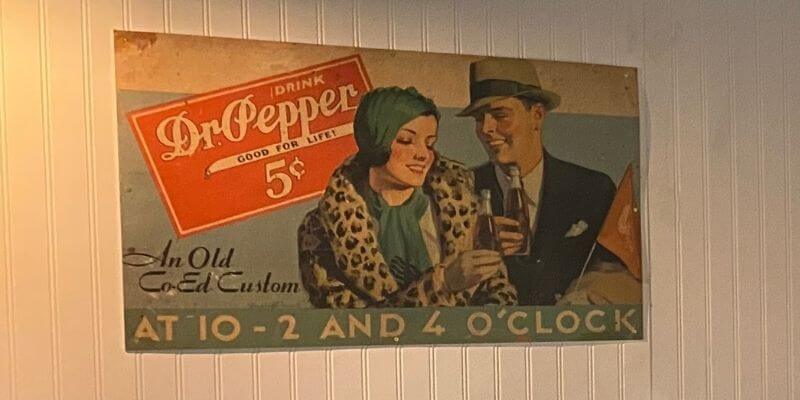 DRINK
Dr. Pepper
GOOD FOR LIFE!
5¢
An Old
Co-Ed Custom
AT 10 - 2 AND 4 O'CLOCK